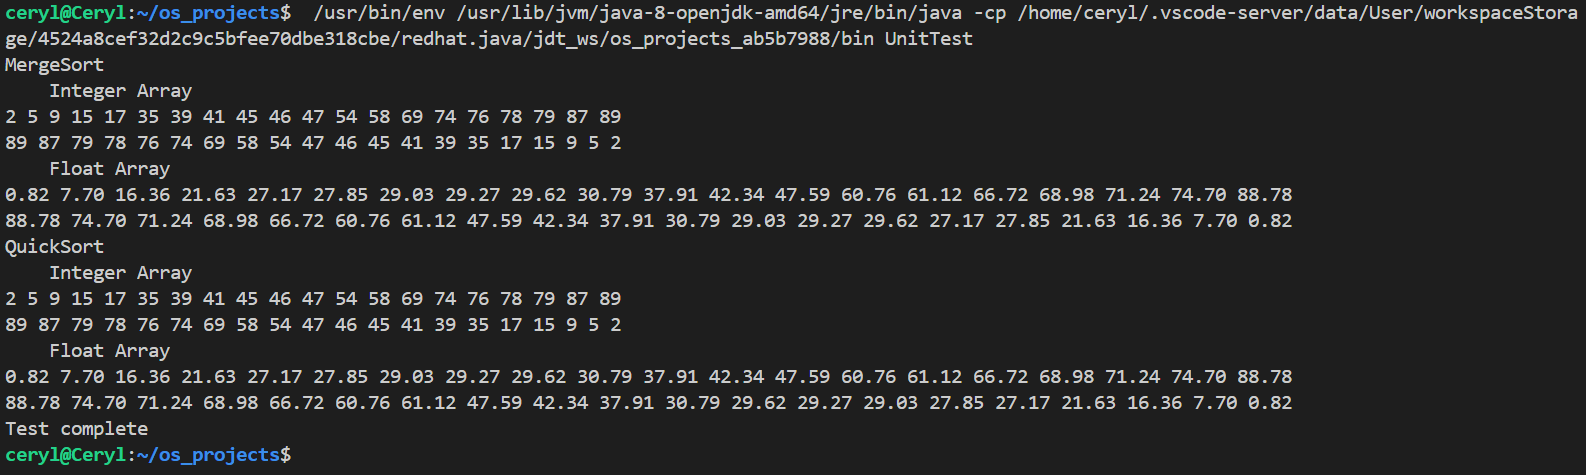 ceryl@Ceryl:~/os_projects$  /usr/bin/env /usr/lib/jvm/java-8-openjdk-amd64/jre/bin/java -cp /home/ceryl/.vscode-server/data/User/workspaceStora
ge/4524a8cef32d2c9c5bfee70dbe318cbe/redhat.java/jdt_ws/os_projects_ab5b7988/bin UnitTest
MergeSort
    Integer Array
2 5 9 15 17 35 39 41 45 46 47 54 58 69 74 76 78 79 87 89
89 87 79 78 76 74 69 58 54 47 46 45 41 39 35 17 15 9 5 2
    Float Array
0.82 7.70 16.36 21.63 27.17 27.85 29.03 29.27 29.62 30.79 37.91 42.34 47.59 60.76 61.12 66.72 68.98 71.24 74.70 88.78
88.78 74.70 71.24 68.98 66.72 60.76 61.12 47.59 42.34 37.91 30.79 29.03 29.27 29.62 27.17 27.85 21.63 16.36 7.70 0.82
QuickSort
    Integer Array
2 5 9 15 17 35 39 41 45 46 47 54 58 69 74 76 78 79 87 89
89 87 79 78 76 74 69 58 54 47 46 45 41 39 35 17 15 9 5 2
    Float Array
0.82 7.70 16.36 21.63 27.17 27.85 29.03 29.27 29.62 30.79 37.91 42.34 47.59 60.76 61.12 66.72 68.98 71.24 74.70 88.78
88.78 74.70 71.24 68.98 66.72 60.76 61.12 47.59 42.34 37.91 30.79 29.62 29.27 29.03 27.85 27.17 21.63 16.36 7.70 0.82
Test complete
ceryl@Ceryl:~/os_projects$